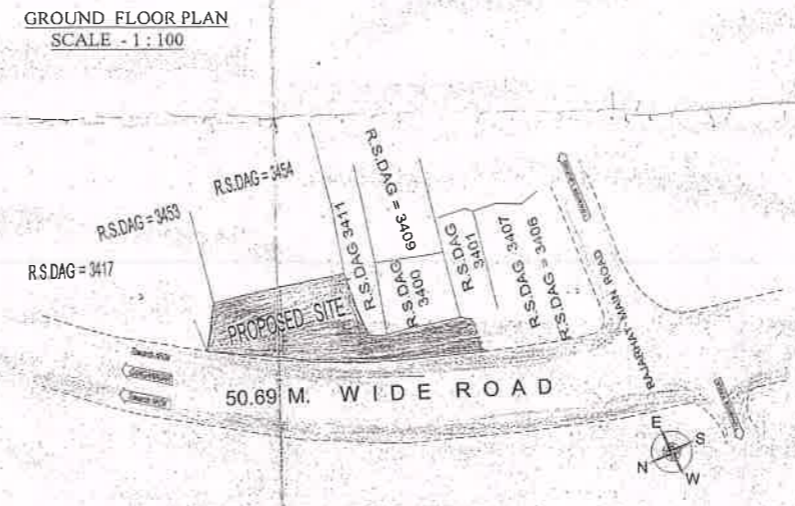 GROUND FLOOR PLAN
SCALE - 1 : 100
R.S.DAG = 3409
R.S.DAG = 3454
R.S.DAG = 3453
R.S.DAG = 3417
R.S.DAG 3411
R.S.DAG
3400
R.S.DAG
3401
R.S.DAG 3407
R.S.DAG = 3406
RAJARHAT MAIN ROAD
PROPOSED SITE
50.69 M. WIDE ROAD
E
S
N
W